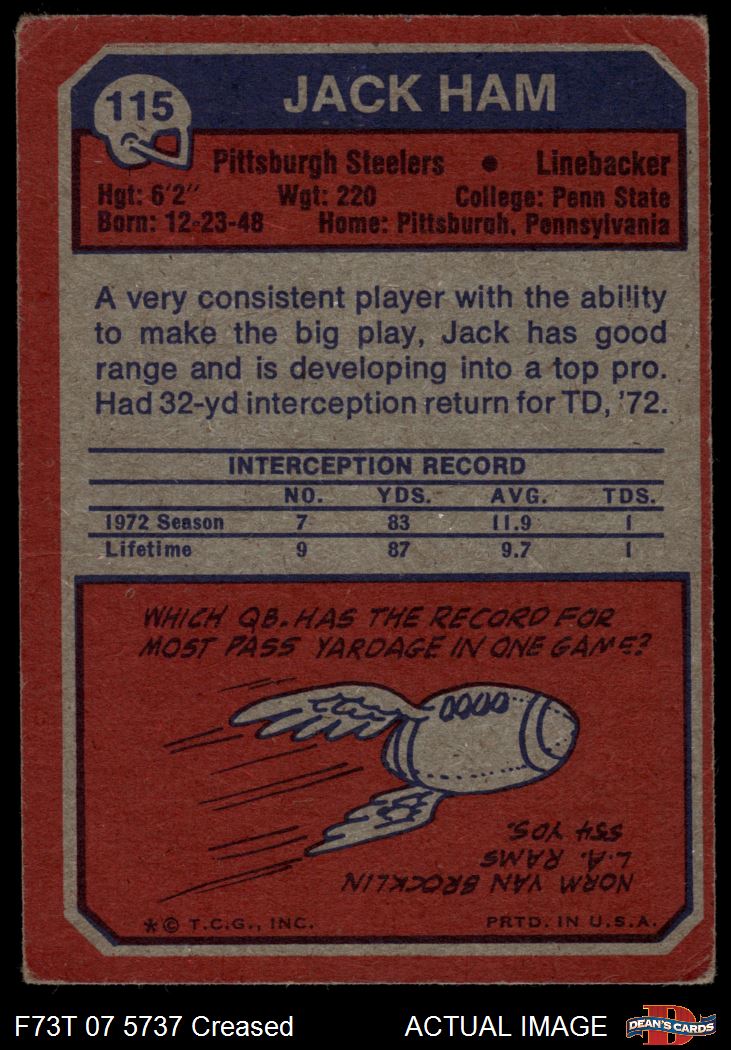 115
JACK HAM
Pittsburgh Steelers • Linebacker
Hgt: 6'2" Wgt: 220 College: Penn State
Born: 12-23-48 Home: Pittsburgh, Pennsylvania
A very consistent player with the ability
to make the big play, Jack has good
range and is developing into a top pro.
Had 32-yd interception return for TD, '72.
INTERCEPTION RECORD
NO. YDS. AVG. TDS.
1972 Season 7 83 11.9 1
Lifetime 9 87 9.7 1
WHICH QB. HAS THE RECORD FOR
MOST PASS YARDAGE IN ONE GAME?
NORM VAN BROCKLIN
L.A. RAMS
554 YDS.
*© T.C.G., INC. PRTD. IN U.S.A.
F73T 07 5737 Creased ACTUAL IMAGE
D
DEAN'S CARDS